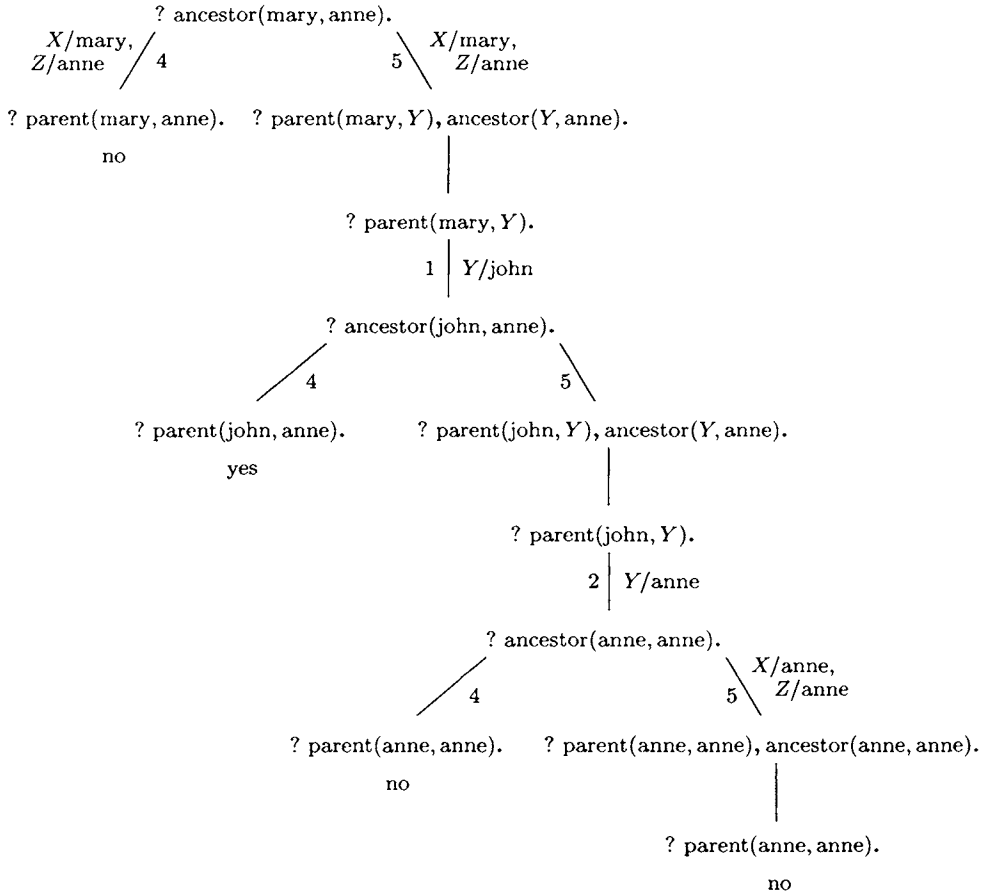 ? ancestor(mary, anne).
X/mary,
Z/anne
4
5
X/mary,
Z/anne
? parent(mary, anne).
? parent(mary, Y), ancestor(Y, anne).
no
? parent(mary, Y).
1
Y/john
? ancestor(john, anne).
4
5
? parent(john, anne).
? parent(john, Y), ancestor(Y, anne).
yes
? parent(john, Y).
2
Y/anne
? ancestor(anne, anne).
4
5
X/anne,
Z/anne
? parent(anne, anne).
? parent(anne, anne), ancestor(anne, anne).
no
? parent(anne, anne).
no